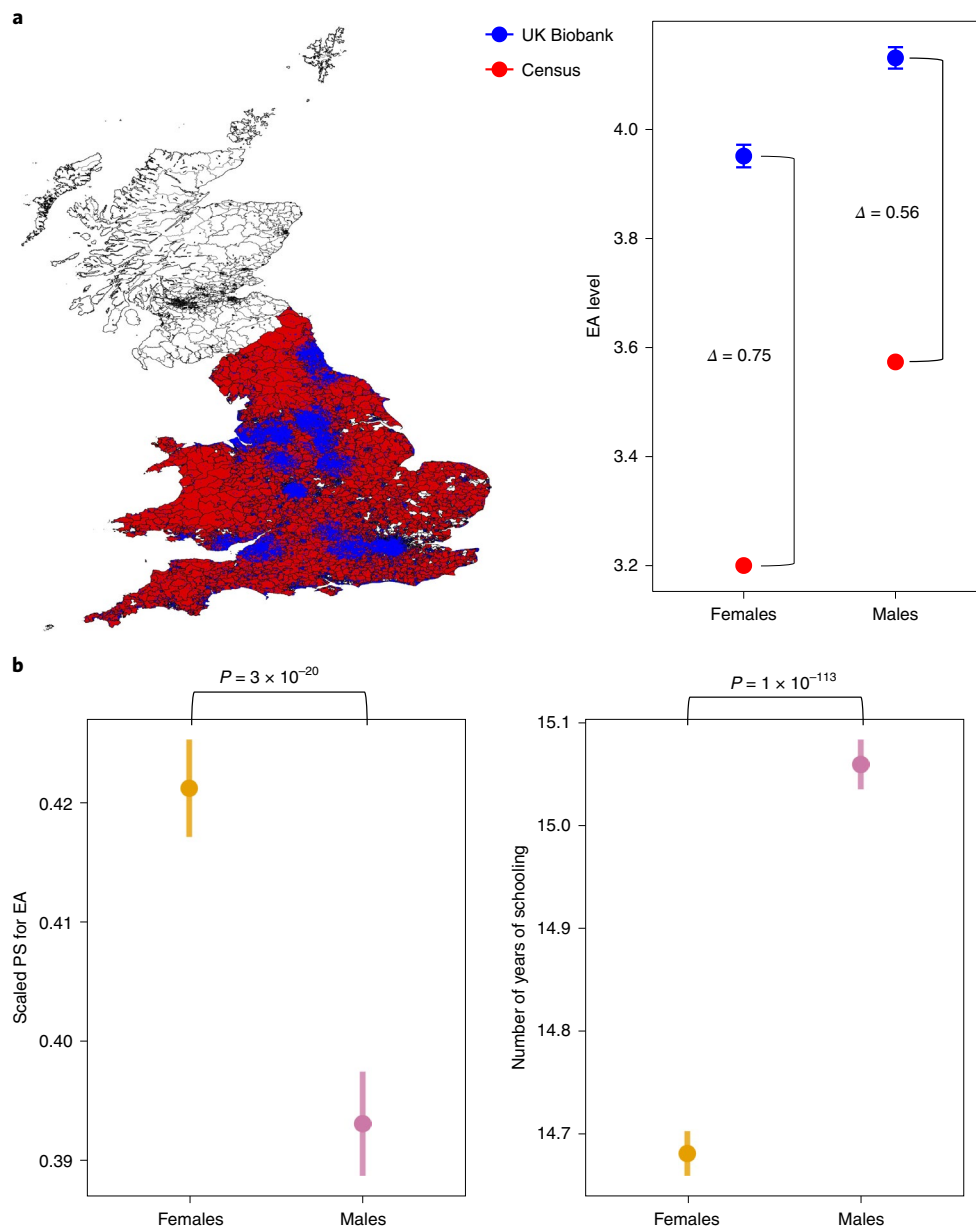 a
UK Biobank
Census
EA level
4.0
3.8
3.6
3.4
3.2
Δ = 0.75
Δ = 0.56
Females Males
b
P = 3 × 10⁻²⁰
Scaled PS for EA
0.42
0.41
0.40
0.39
Females Males
P = 1 × 10⁻¹¹³
Number of years of schooling
15.1
15.0
14.9
14.8
14.7
Females Males